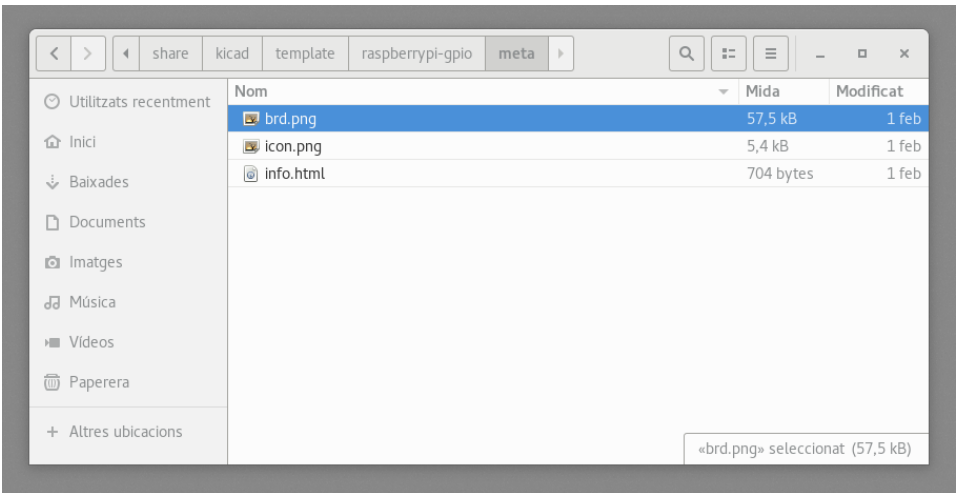 share kicad template raspberrypi-gpio meta
Utilitzats recentment
Inici
Baixades
Documents
Imatges
Música
Vídeos
Paperera
Altres ubicacions
Nom Mida Modificat
brd.png 57,5 kB 1 feb
icon.png 5,4 kB 1 feb
info.html 704 bytes 1 feb
«brd.png» seleccionat (57,5 kB)